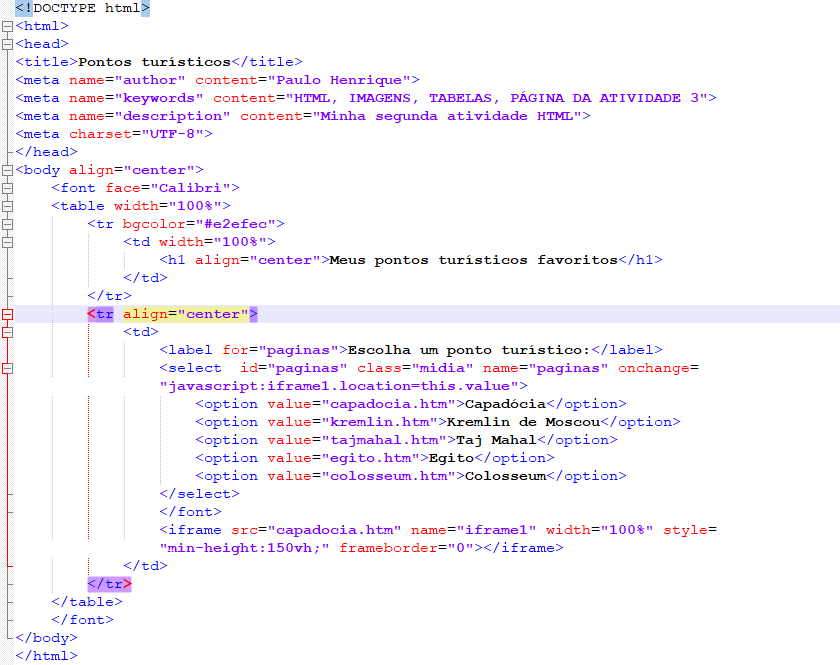 <!DOCTYPE html>
<html>
<head>
<title>Pontos turísticos</title>
<meta name="author" content="Paulo Henrique">
<meta name="keywords" content="HTML, IMAGENS, TABELAS, PÁGINA DA ATIVIDADE 3">
<meta name="description" content="Minha segunda atividade HTML">
<meta charset="UTF-8">
</head>
<body align="center">
<font face="Calibri">
<table width="100%">
<tr bgcolor="#e2efec">
<td width="100%">
<h1 align="center">Meus pontos turísticos favoritos</h1>
</td>
</tr>
<tr align="center">
<td>
<label for="paginas">Escolha um ponto turístico:</label>
<select  id="paginas" class="midia" name="paginas" onchange=
"javascript:iframe1.location=this.value">
<option value="capadocia.htm">Capadócia</option>
<option value="kremlin.htm">Kremlin de Moscou</option>
<option value="tajmahal.htm">Taj Mahal</option>
<option value="egito.htm">Egito</option>
<option value="colosseum.htm">Colosseum</option>
</select>
</font>
<iframe src="capadocia.htm" name="iframe1" width="100%" style=
"min-height:150vh;" frameborder="0"></iframe>
</td>
</tr>
</table>
</font>
</body>
</html>